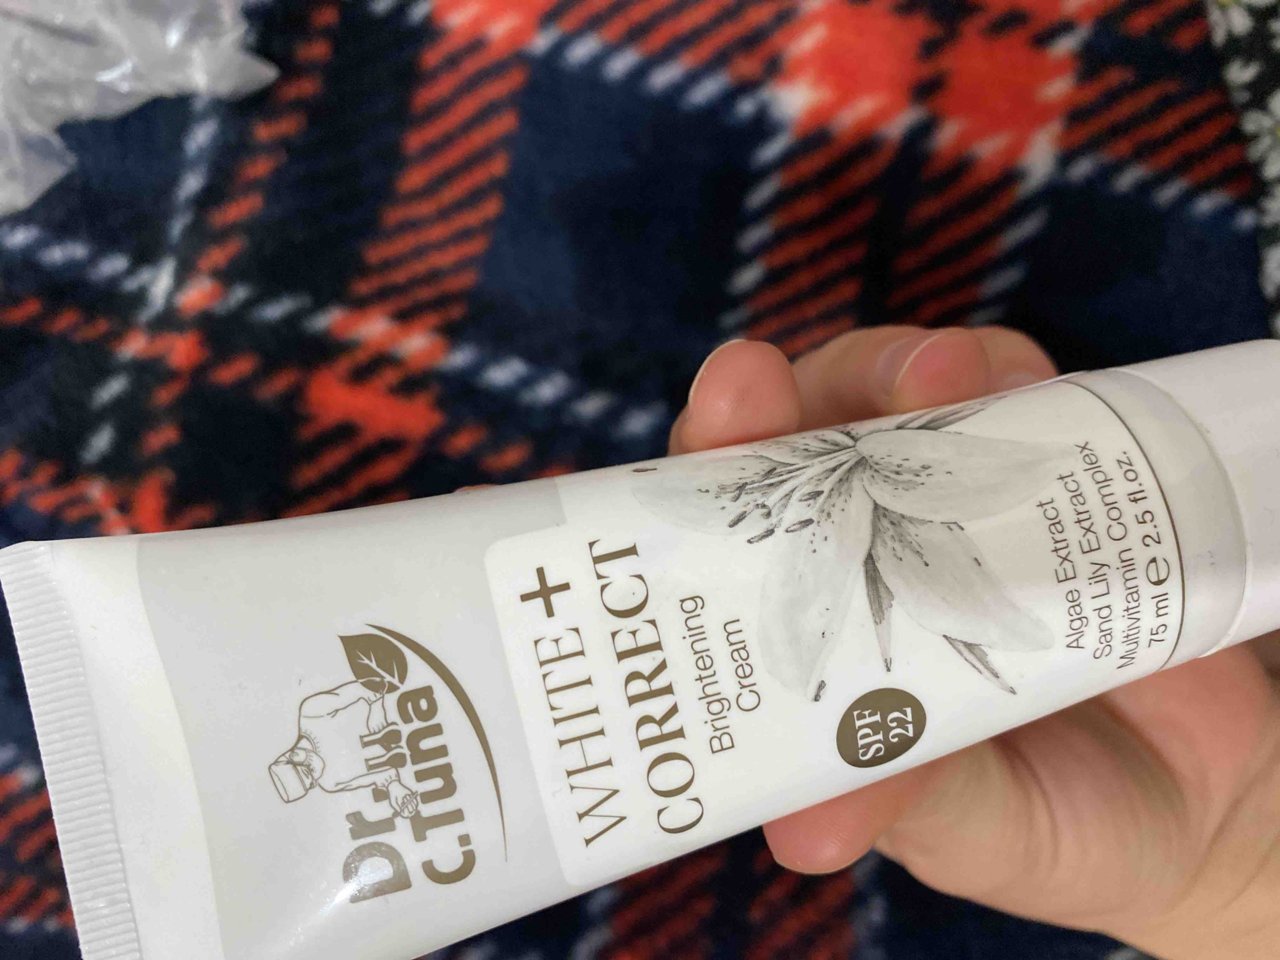 Dr.
C.Tuna
WHITE+
CORRECT
Brightening
Cream
SPF
22
Algae Extract
Sand Lily Extract
Multivitamin Complex
75 ml ℮ 2.5 fl.oz.